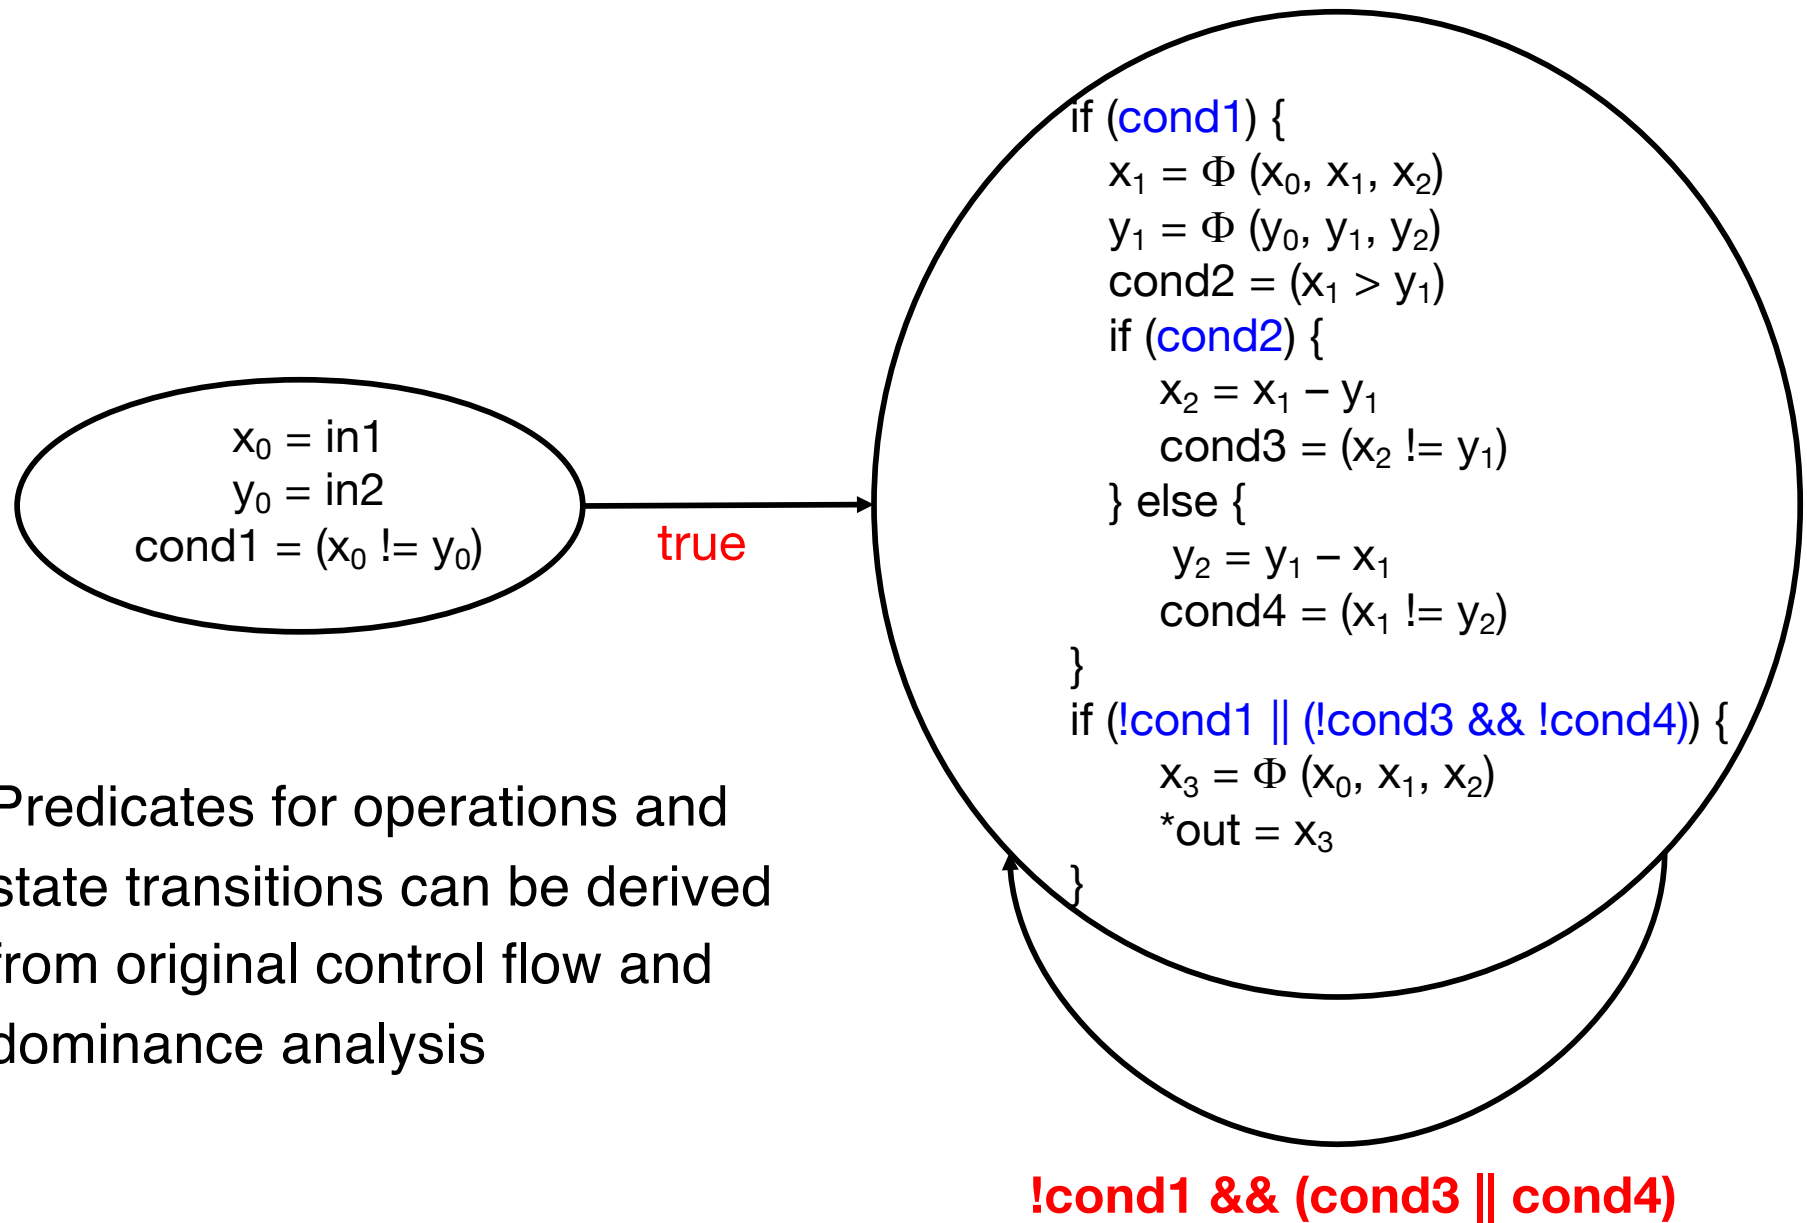 if (cond1) {
x₁ = Φ (x₀, x₁, x₂)
y₁ = Φ (y₀, y₁, y₂)
cond2 = (x₁ > y₁)
if (cond2) {
x₂ = x₁ – y₁
cond3 = (x₂ != y₁)
} else {
y₂ = y₁ – x₁
cond4 = (x₁ != y₂)
}
if (!cond1 || (!cond3 && !cond4)) {
x₃ = Φ (x₀, x₁, x₂)
*out = x₃
}
x₀ = in1
y₀ = in2
cond1 = (x₀ != y₀)
true
Predicates for operations and
state transitions can be derived
from original control flow and
dominance analysis
!cond1 && (cond3 || cond4)